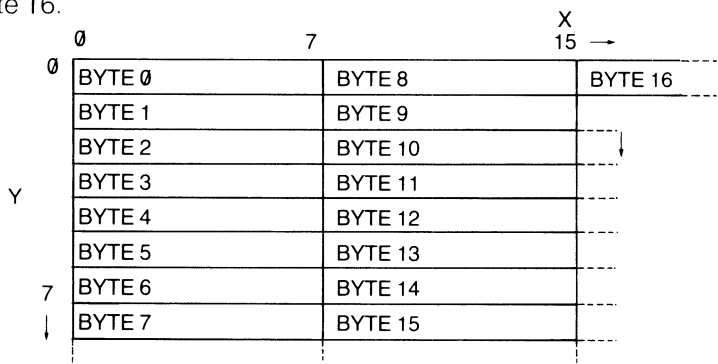 te 16.
X
0 7 15
0 BYTE 0 BYTE 8 BYTE 16
BYTE 1 BYTE 9
BYTE 2 BYTE 10
Y BYTE 3 BYTE 11
BYTE 4 BYTE 12
BYTE 5 BYTE 13
7 BYTE 6 BYTE 14
BYTE 7 BYTE 15